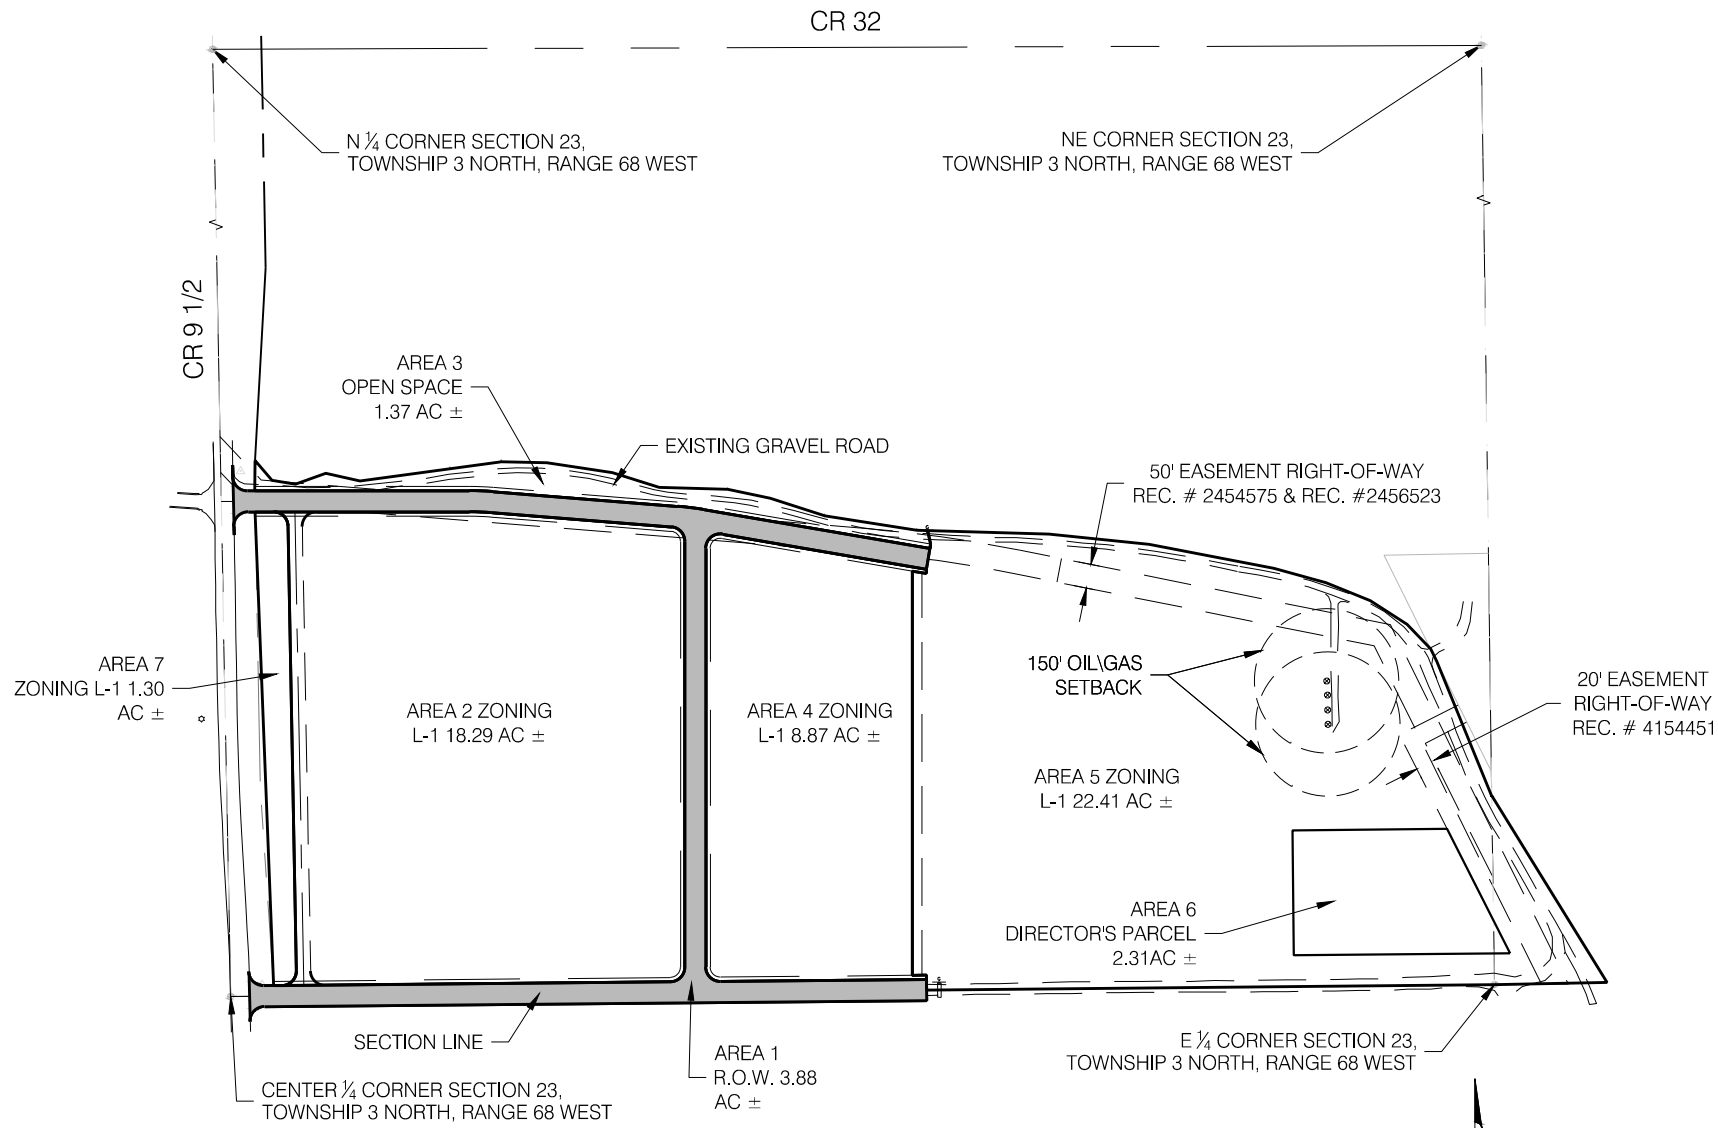 CR 32
N ¼ CORNER SECTION 23,
TOWNSHIP 3 NORTH, RANGE 68 WEST
NE CORNER SECTION 23,
TOWNSHIP 3 NORTH, RANGE 68 WEST
CR 9 1/2
AREA 3
OPEN SPACE
1.37 AC ±
EXISTING GRAVEL ROAD
50' EASEMENT RIGHT-OF-WAY
REC. # 2454575 & REC. #2456523
AREA 7
ZONING L-1 1.30
AC ±
AREA 2 ZONING
L-1 18.29 AC ±
AREA 4 ZONING
L-1 8.87 AC ±
150' OIL\GAS
SETBACK
20' EASEMENT
RIGHT-OF-WAY
REC. # 4154451
AREA 5 ZONING
L-1 22.41 AC ±
AREA 6
DIRECTOR'S PARCEL
2.31AC ±
SECTION LINE
AREA 1
R.O.W. 3.88
AC ±
E ¼ CORNER SECTION 23,
TOWNSHIP 3 NORTH, RANGE 68 WEST
CENTER ¼ CORNER SECTION 23,
TOWNSHIP 3 NORTH, RANGE 68 WEST